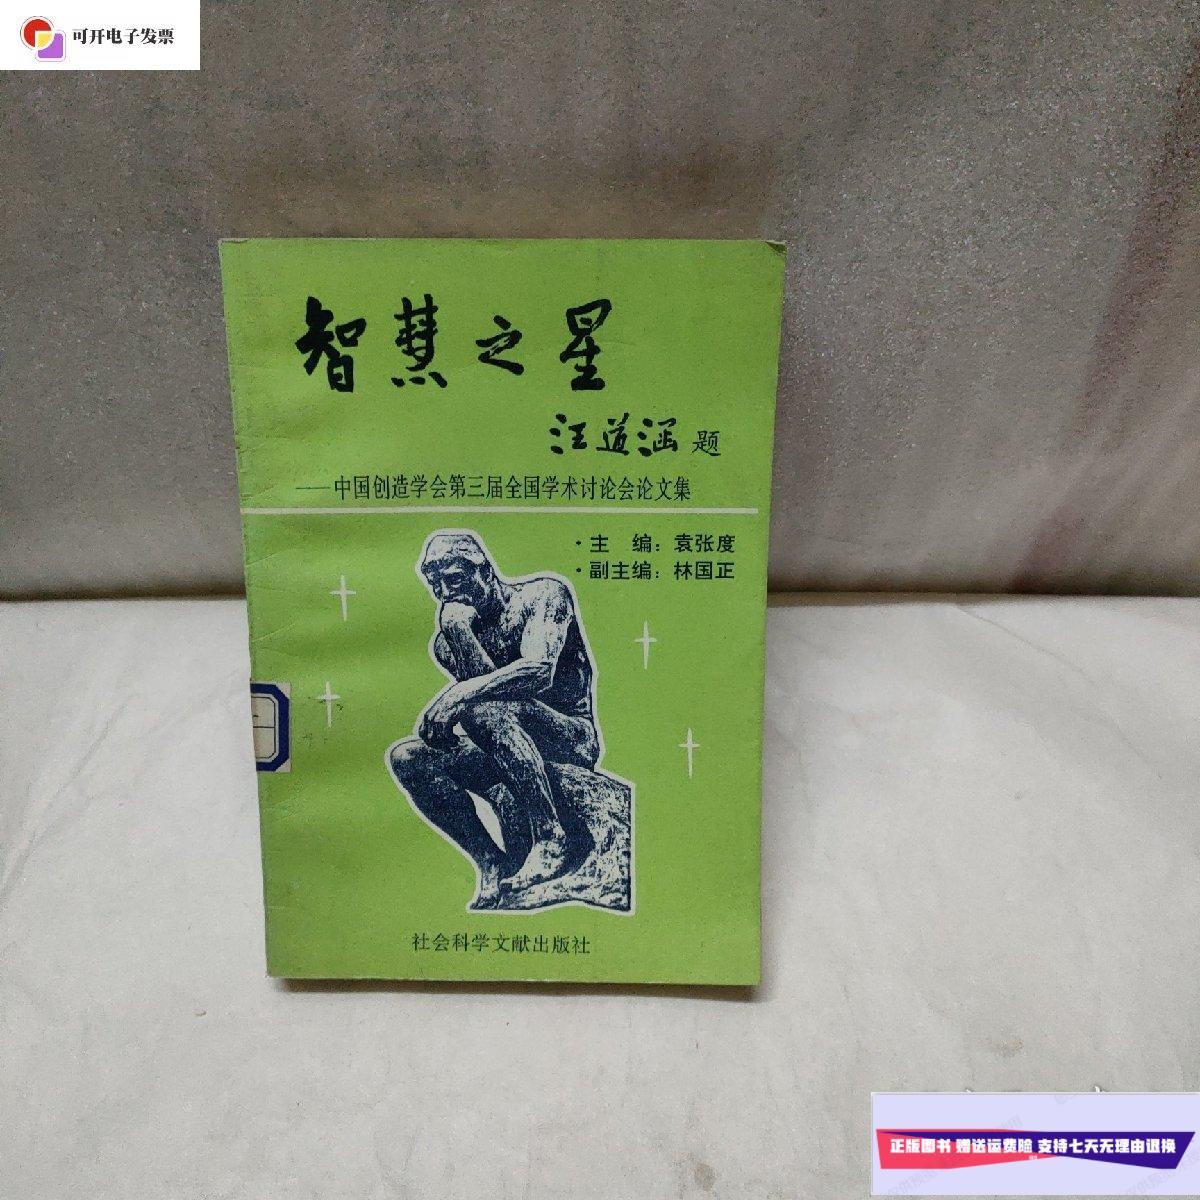 可开电子发票
智慧之星
汪道涵 题
——中国创造学会第三届全国学术讨论会论文集
·主 编：袁张度
·副主编：林国正
社会科学文献出版社
正版图书 赠送运费险 支持七天无理由退换